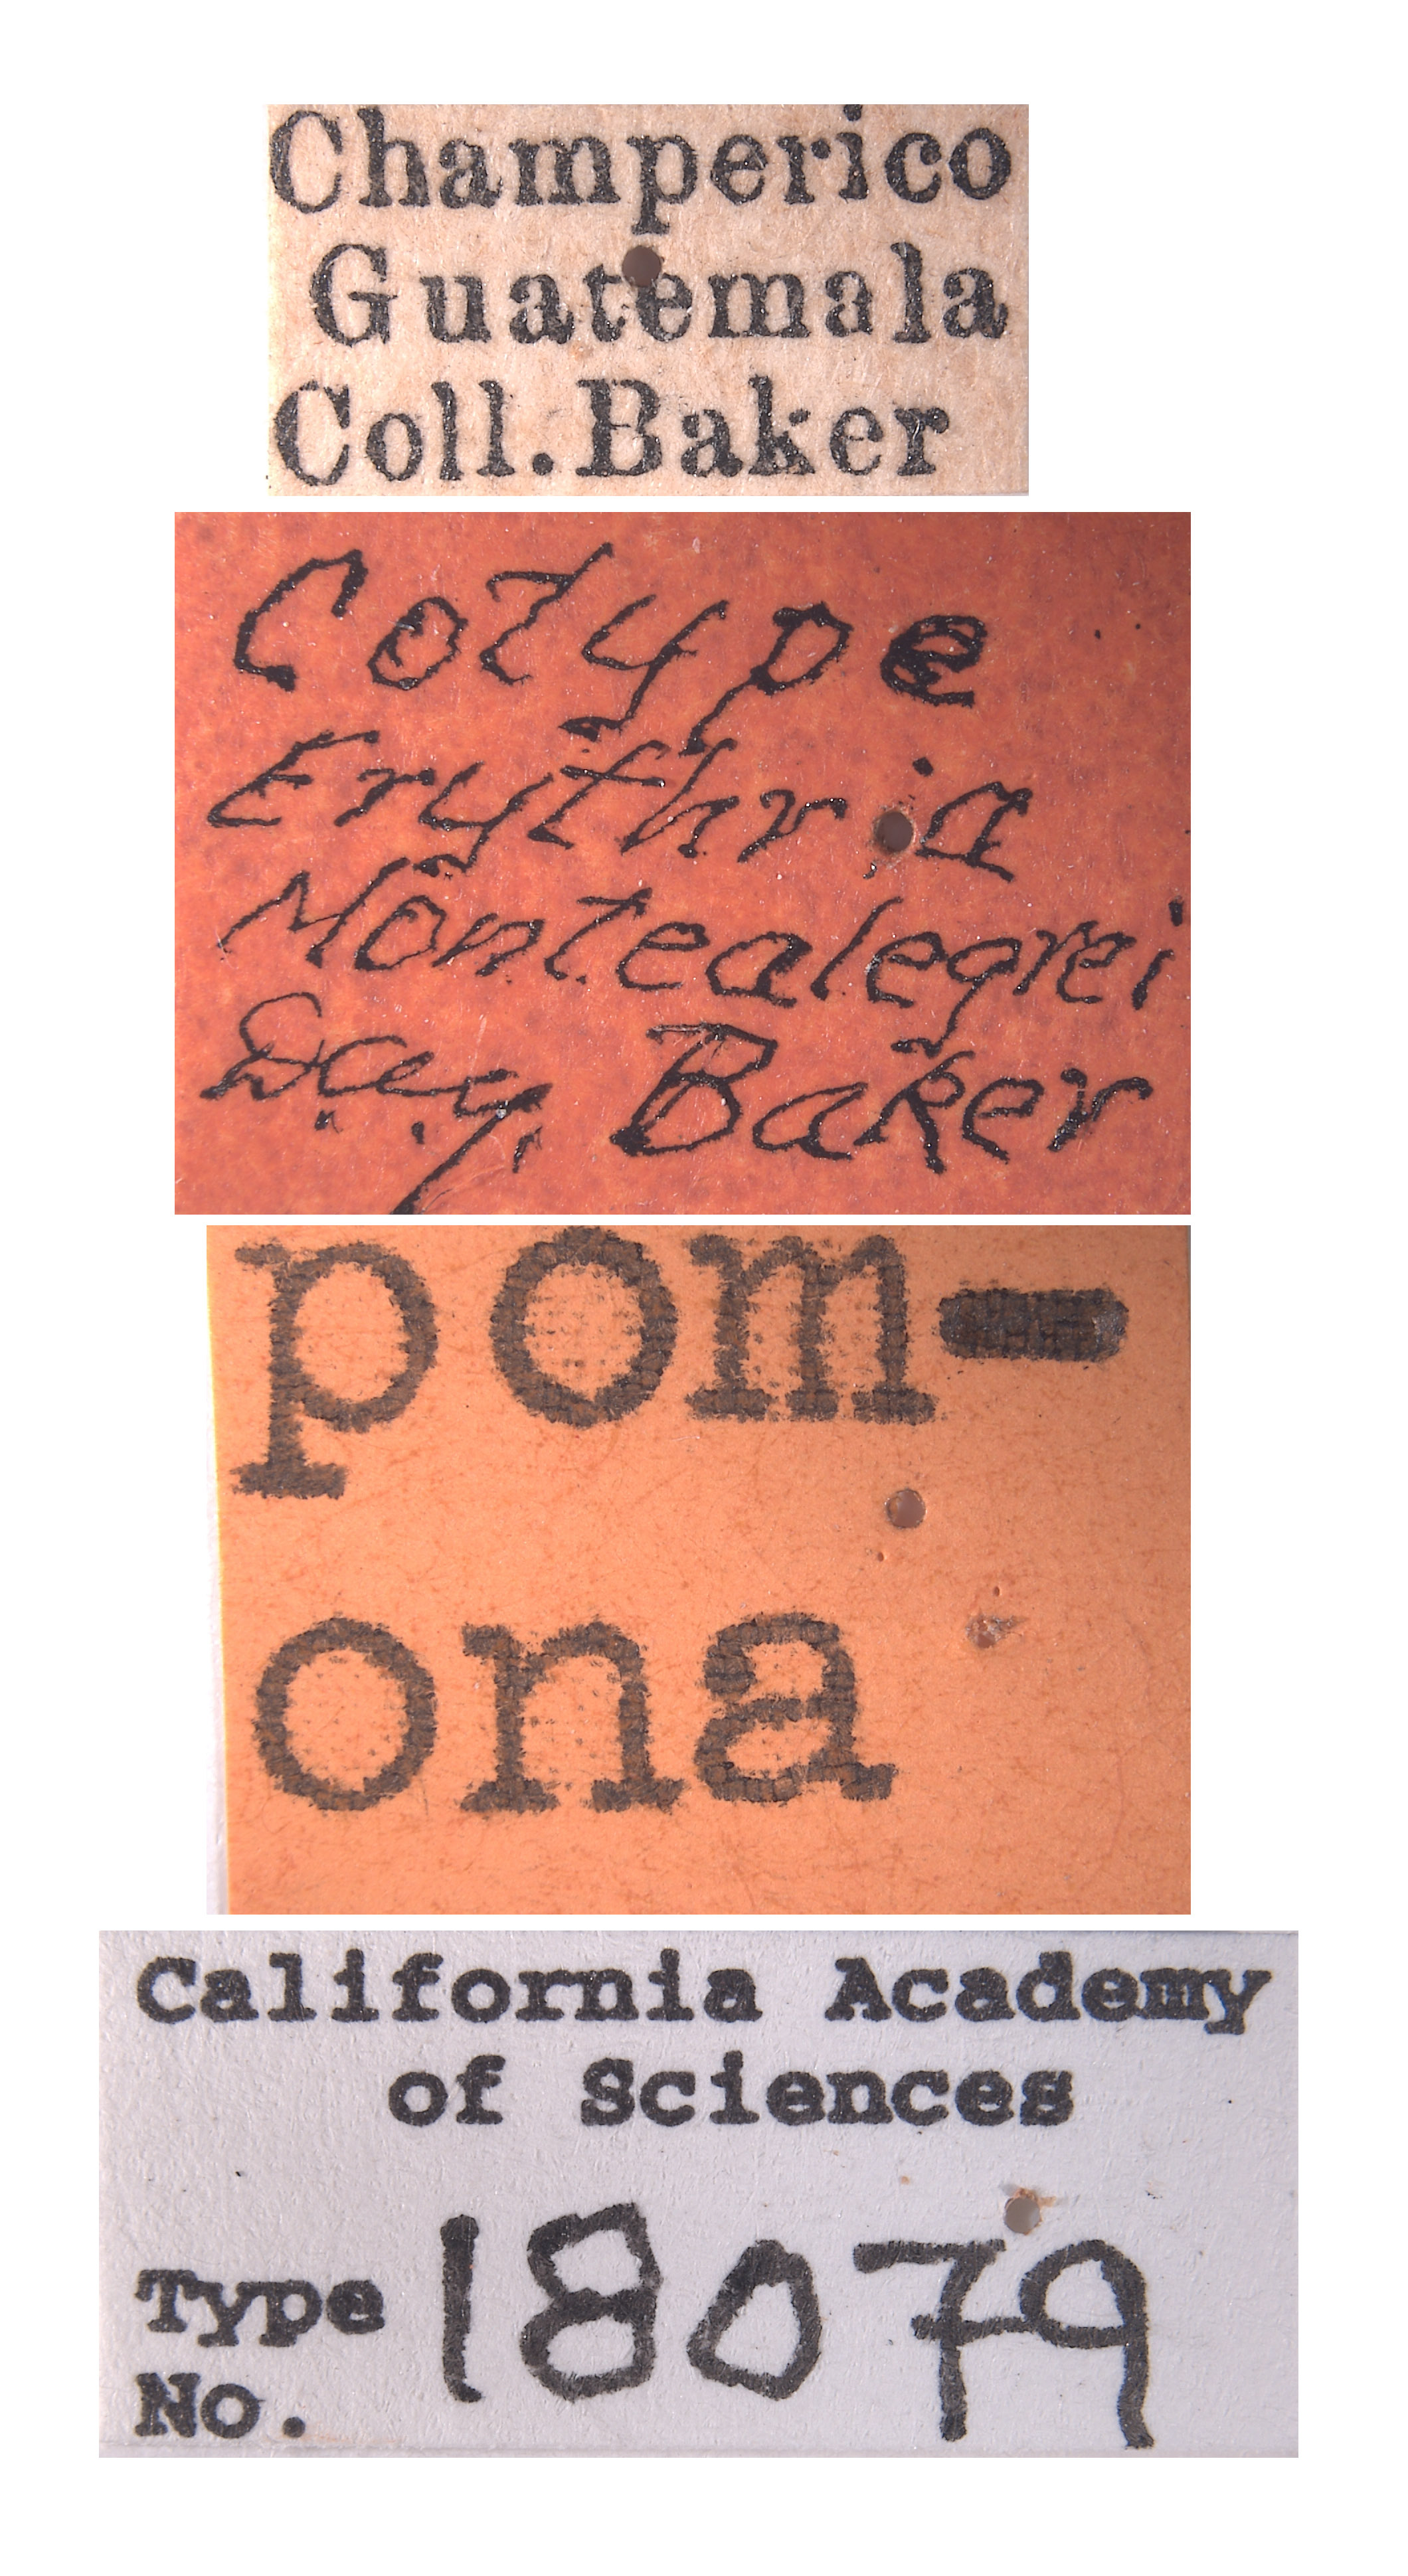 Champerico
Guatemala
Coll. Baker
Cotype
Erythria
Montealegrei
Baker
pom-
ona
California Academy
of Sciences
Type
No. 18079